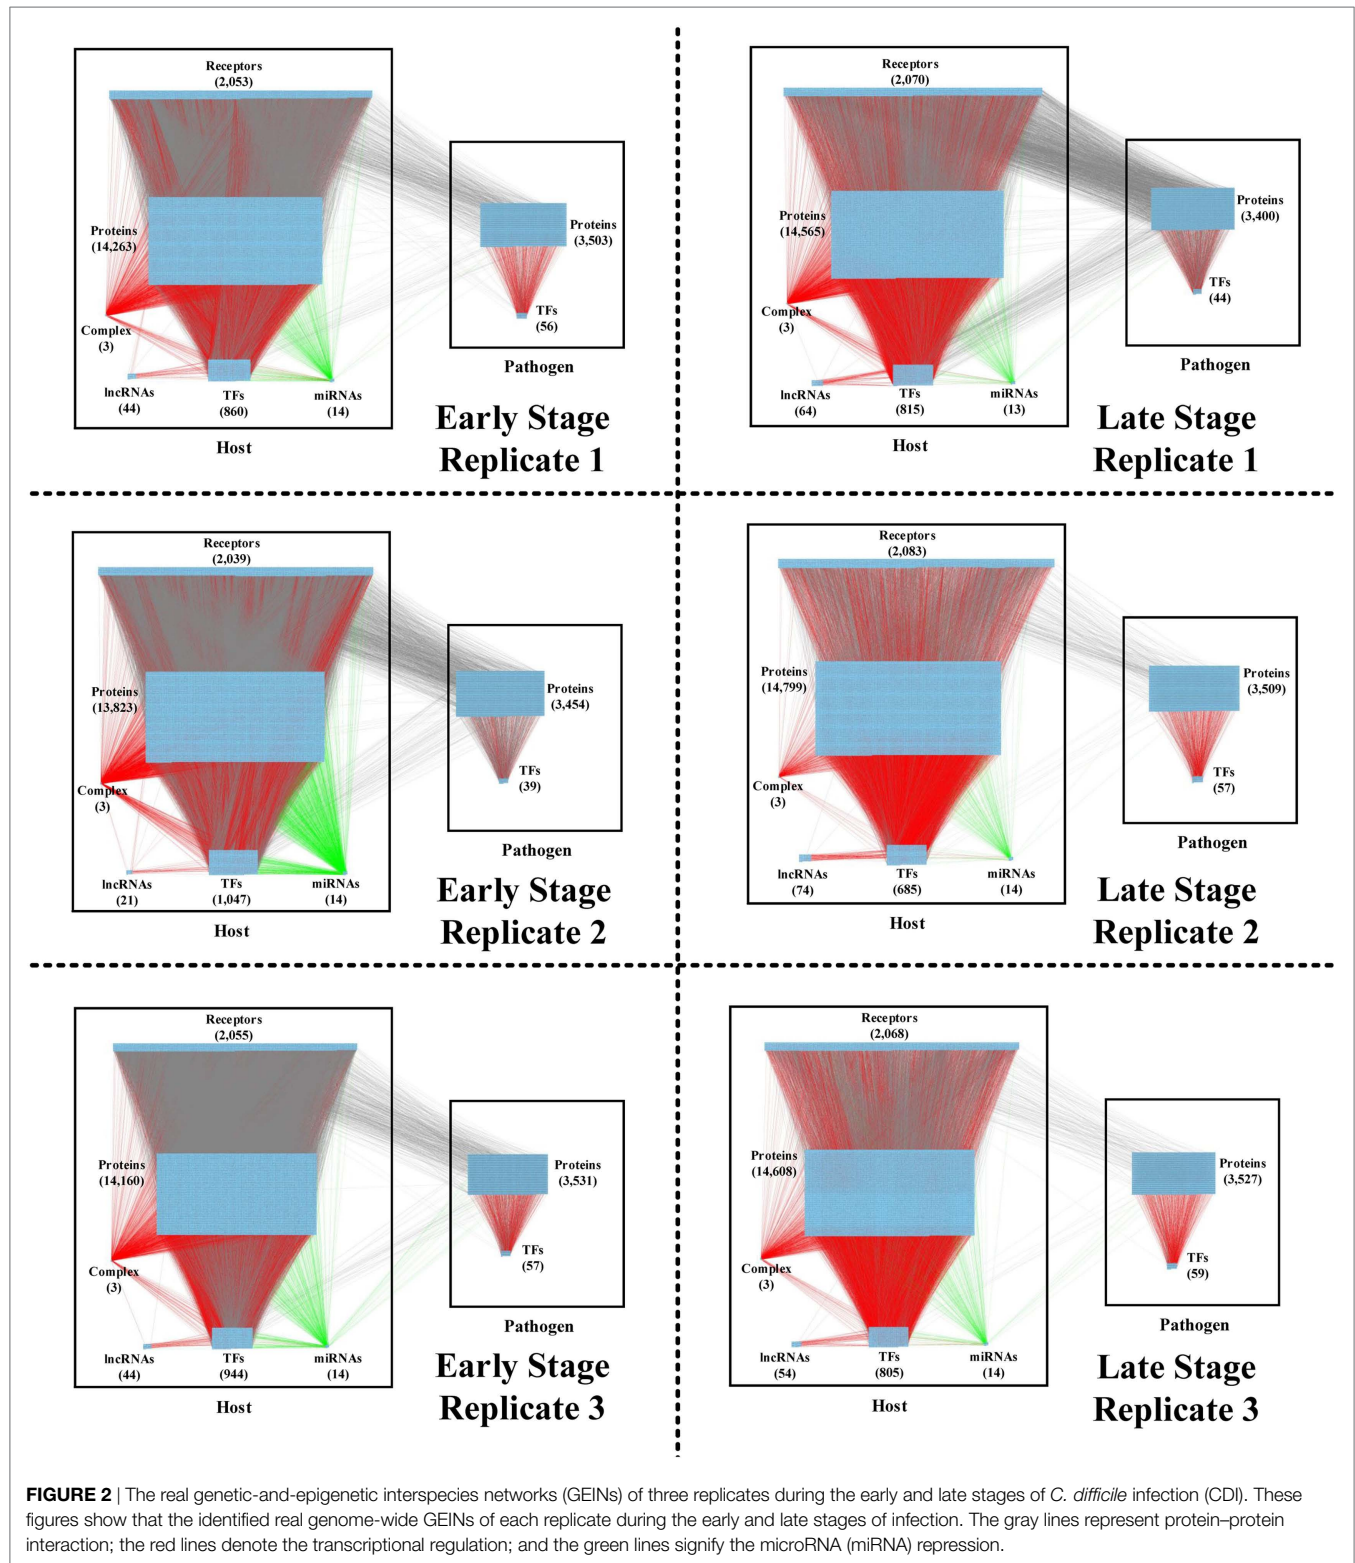 Receptors
(2,053)
Proteins
(14,263)
Complex
(3)
lncRNAs
(44)
TFs
(860)
miRNAs
(14)
Host
Proteins
(3,503)
TFs
(56)
Pathogen
Early Stage
Replicate 1
Receptors
(2,070)
Proteins
(14,565)
Complex
(3)
lncRNAs
(64)
TFs
(815)
miRNAs
(13)
Host
Proteins
(3,400)
TFs
(44)
Pathogen
Late Stage
Replicate 1
Receptors
(2,039)
Proteins
(13,823)
Complex
(3)
lncRNAs
(21)
TFs
(1,047)
miRNAs
(14)
Host
Proteins
(3,454)
TFs
(39)
Pathogen
Early Stage
Replicate 2
Receptors
(2,083)
Proteins
(14,799)
Complex
(3)
lncRNAs
(74)
TFs
(685)
miRNAs
(14)
Host
Proteins
(3,509)
TFs
(57)
Pathogen
Late Stage
Replicate 2
Receptors
(2,055)
Proteins
(14,160)
Complex
(3)
lncRNAs
(44)
TFs
(944)
miRNAs
(14)
Host
Proteins
(3,531)
TFs
(57)
Pathogen
Early Stage
Replicate 3
Receptors
(2,068)
Proteins
(14,608)
Complex
(3)
lncRNAs
(54)
TFs
(805)
miRNAs
(14)
Host
Proteins
(3,527)
TFs
(59)
Pathogen
Late Stage
Replicate 3
FIGURE 2 | The real genetic-and-epigenetic interspecies networks (GEINs) of three replicates during the early and late stages of C. difficile infection (CDI). These
figures show that the identified real genome-wide GEINs of each replicate during the early and late stages of infection. The gray lines represent protein–protein
interaction; the red lines denote the transcriptional regulation; and the green lines signify the microRNA (miRNA) repression.